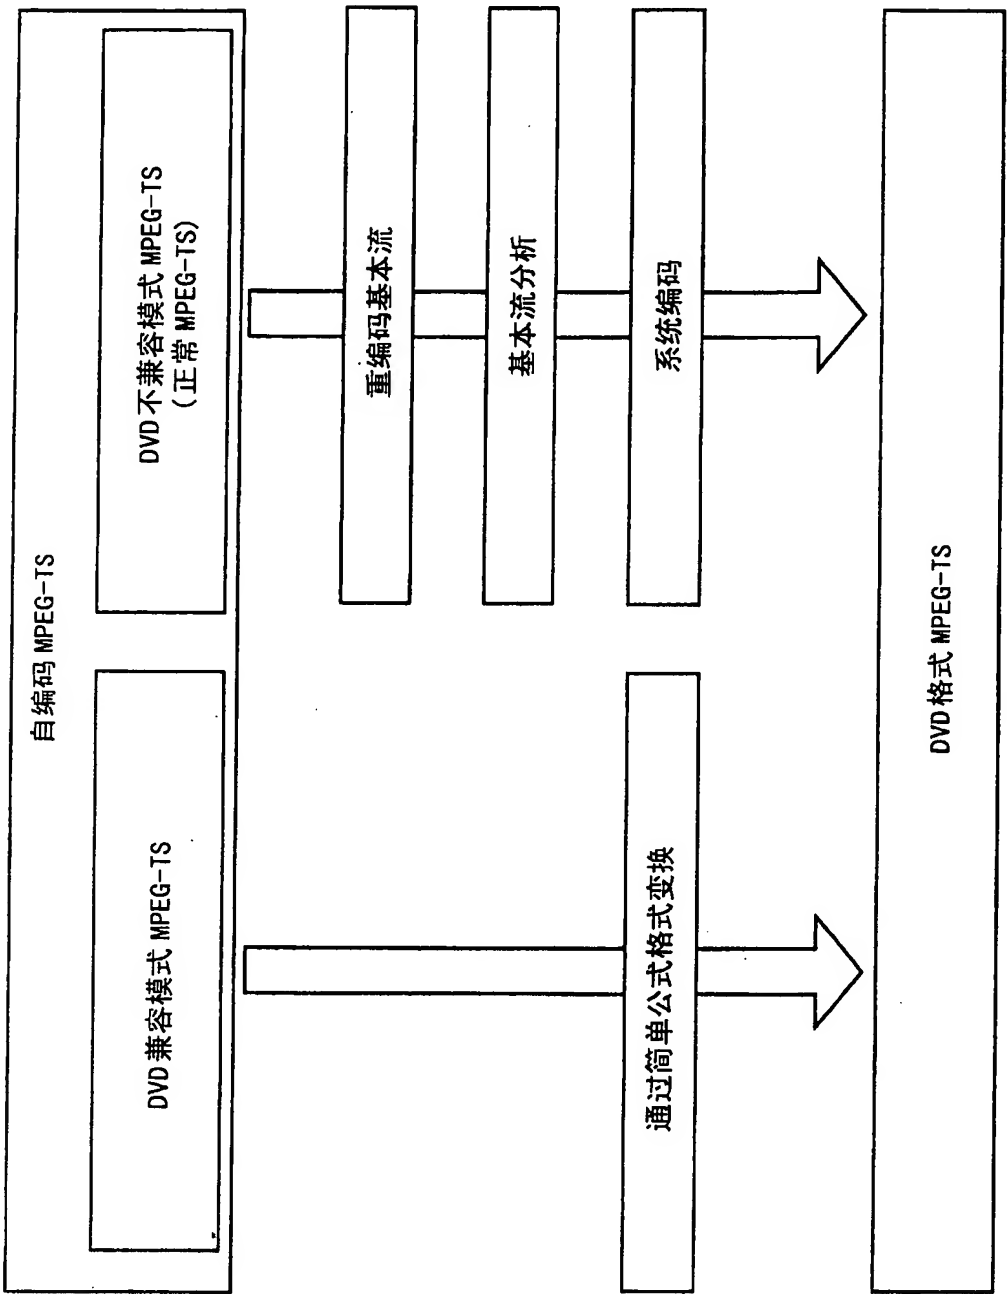 自编码 MPEG-TS
DVD 兼容模式 MPEG-TS
DVD 不兼容模式 MPEG-TS
(正常 MPEG-TS)
重编码基本流
基本流分析
通过简单公式格式变换
系统编码
DVD 格式 MPEG-TS